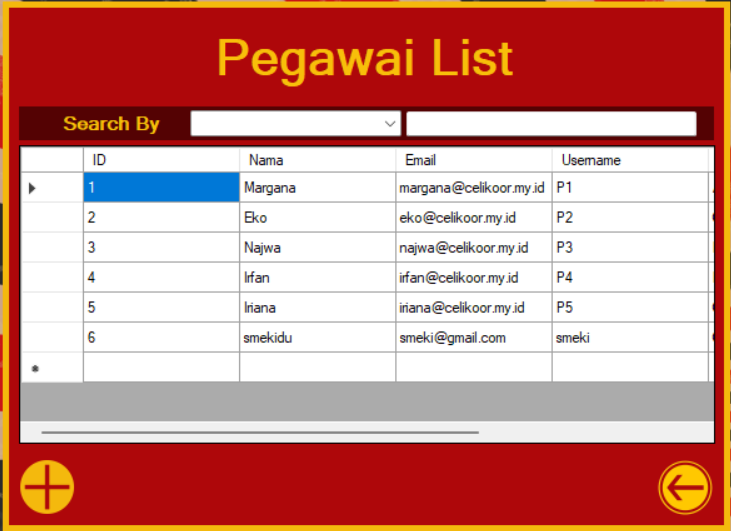 Pegawai List
Search By
ID Nama Email Username
1 Margana margana@celikoor.my.id P1
2 Eko eko@celikoor.my.id P2
3 Najwa najwa@celikoor.my.id P3
4 Irfan irfan@celikoor.my.id P4
5 Iriana iriana@celikoor.my.id P5
6 smekidu smeki@gmail.com smeki